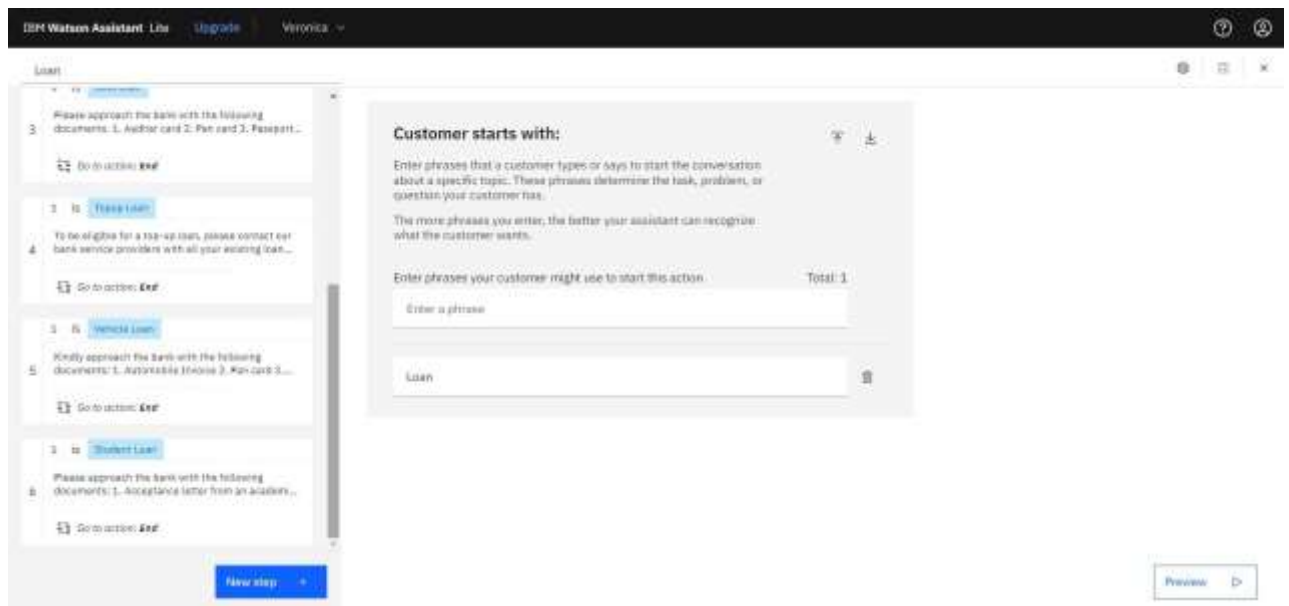 IBM Watson Assistant Lite Upgrade Veronica
Loan
3
Please approach the bank with the following
documents: 1. Aadhar card 2. Pan card 3. Passport...
Go to action: End
1 is Topup Loan
4
To be eligible for a top-up loan, please contact our
bank service providers with all your existing loan...
Go to action: End
1 is Vehicle Loan
5
Kindly approach the bank with the following
documents: 1. Automobile Invoice 2. Pan card 3....
Go to action: End
1 is Student Loan
6
Please approach the bank with the following
documents: 1. Acceptance letter from an academ...
Go to action: End
New step +
Customer starts with:
Enter phrases that a customer types or says to start the conversation
about a specific topic. These phrases determine the task, problem, or
question your customer has.
The more phrases you enter, the better your assistant can recognize
what the customer wants.
Enter phrases your customer might use to start this action Total: 1
Enter a phrase
Loan
Preview